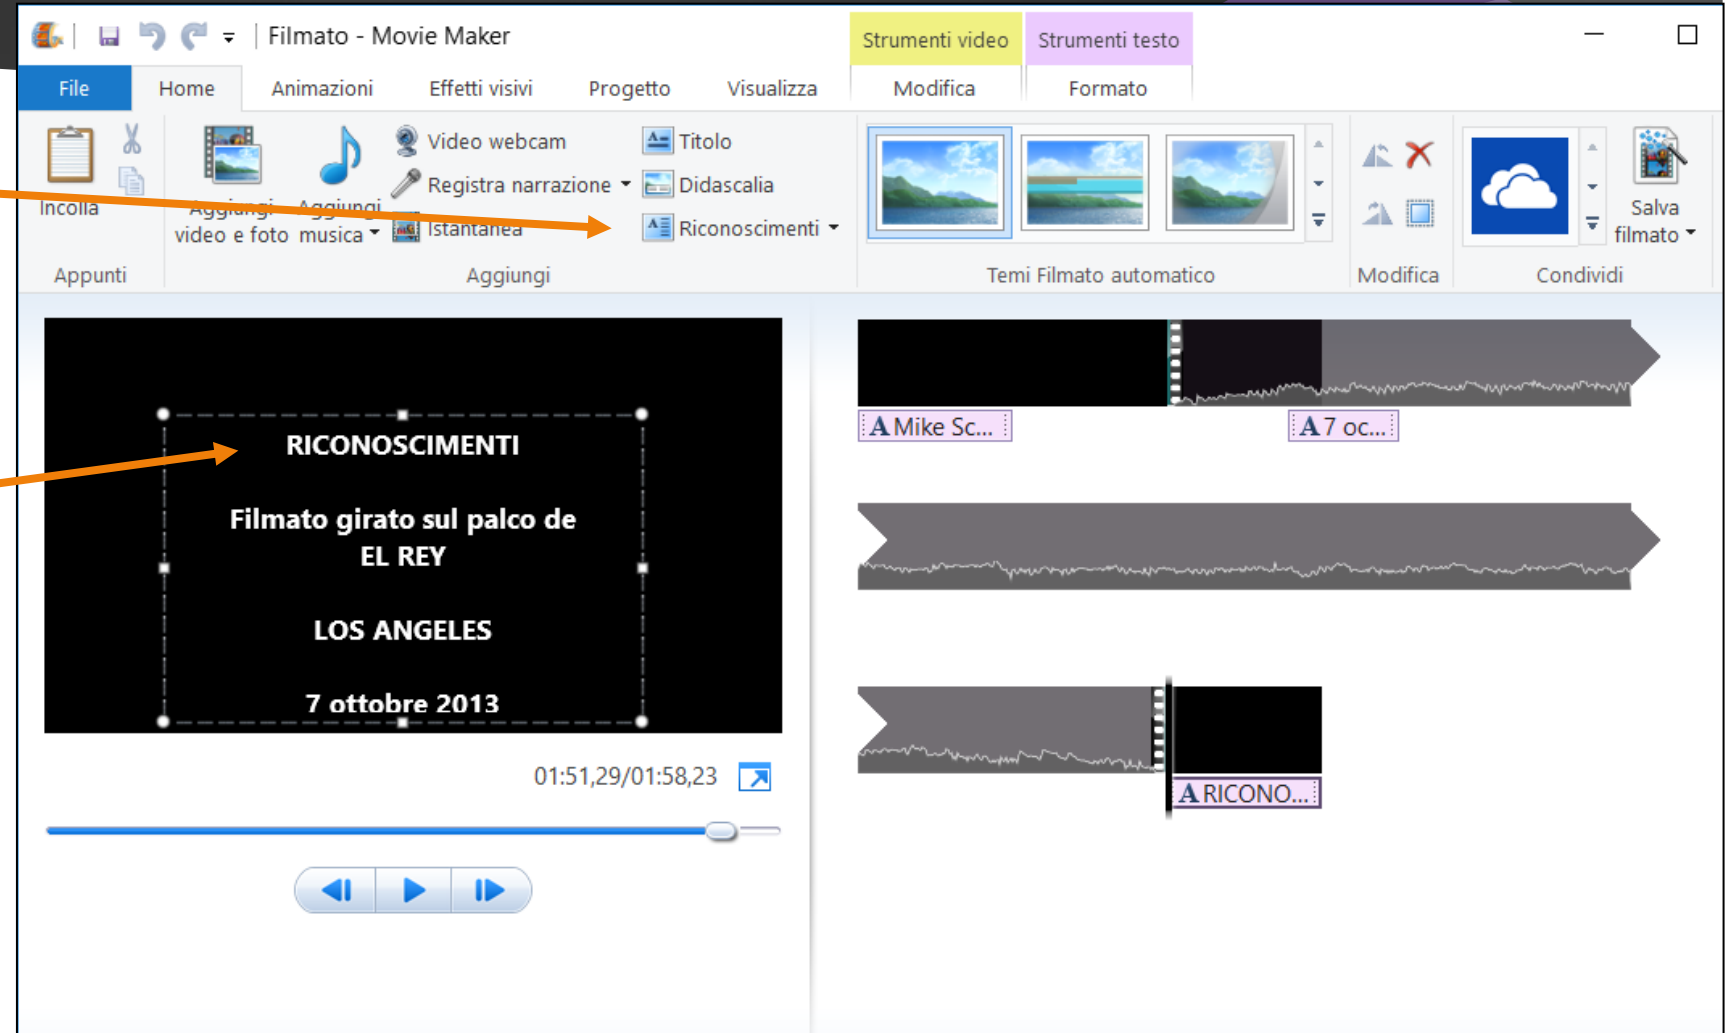 Filmato - Movie Maker
Strumenti video
Strumenti testo
File
Home
Animazioni
Effetti visivi
Progetto
Visualizza
Modifica
Formato
Incolla
Appunti
Aggiungi
video e foto
Aggiungi
musica
Video webcam
Registra narrazione
Istantanea
Titolo
Didascalia
Riconoscimenti
Aggiungi
Temi Filmato automatico
Modifica
Salva
filmato
Condividi
RICONOSCIMENTI
Filmato girato sul palco de
EL REY
LOS ANGELES
7 ottobre 2013
01:51,29/01:58,23
A Mike Sc...
A 7 oc...
A RICONO...